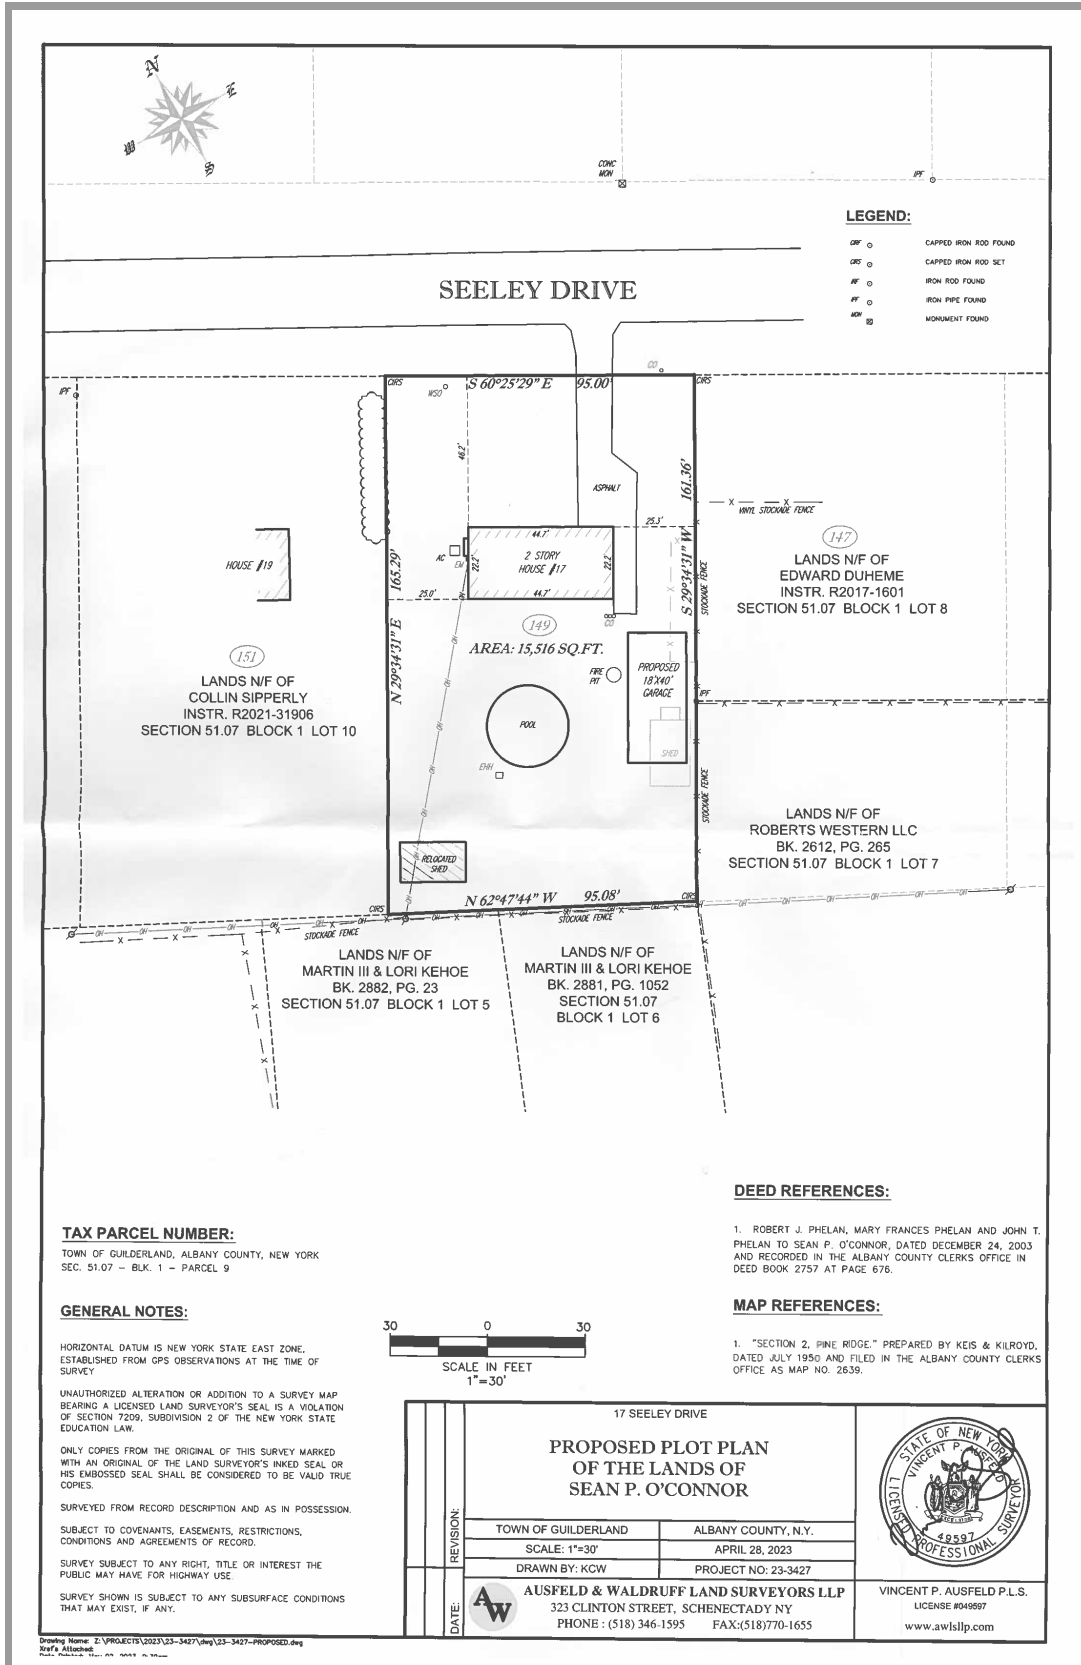 N
E
W
S
CONC
MON
IPF
LEGEND:
CIRF CAPPED IRON ROD FOUND
CIRS CAPPED IRON ROD SET
IRF IRON ROD FOUND
IPF IRON PIPE FOUND
MON MONUMENT FOUND
SEELEY DRIVE
CO
IPF
CIRS
WSO
S 60°25'29" E 95.00'
CIRS
46.2'
161.36'
ASPHALT
VINYL STOCKADE FENCE
25.3'
44.7'
147
AC
EM
22.2'
2 STORY
HOUSE #17
22.2'
HOUSE #19
165.29'
LANDS N/F OF
EDWARD DUHEME
INSTR. R2017-1601
SECTION 51.07 BLOCK 1 LOT 8
S 29°34'31" W
STOCKADE FENCE
25.0'
44.7'
OH
149
CO
AREA: 15,516 SQ.FT.
N 29°34'31" E
151
LANDS N/F OF
COLLIN SIPPERLY
INSTR. R2021-31906
SECTION 51.07 BLOCK 1 LOT 10
FIRE
PIT
PROPOSED
18'X40'
GARAGE
IPF
POOL
SHED
EHH
STOCKADE FENCE
LANDS N/F OF
ROBERTS WESTERN LLC
BK. 2612, PG. 265
SECTION 51.07 BLOCK 1 LOT 7
RELOCATED
SHED
CIRS
N 62°47'44" W 95.08'
CIRS
STOCKADE FENCE
STOCKADE FENCE
LANDS N/F OF
MARTIN III & LORI KEHOE
BK. 2882, PG. 23
SECTION 51.07 BLOCK 1 LOT 5
LANDS N/F OF
MARTIN III & LORI KEHOE
BK. 2881, PG. 1052
SECTION 51.07
BLOCK 1 LOT 6
DEED REFERENCES:
1. ROBERT J. PHELAN, MARY FRANCES PHELAN AND JOHN T.
PHELAN TO SEAN P. O'CONNOR, DATED DECEMBER 24, 2003
AND RECORDED IN THE ALBANY COUNTY CLERKS OFFICE IN
DEED BOOK 2757 AT PAGE 676.
MAP REFERENCES:
1. "SECTION 2, PINE RIDGE." PREPARED BY KEIS & KILROYD,
DATED JULY 1950 AND FILED IN THE ALBANY COUNTY CLERKS
OFFICE AS MAP NO. 2639.
TAX PARCEL NUMBER:
TOWN OF GUILDERLAND, ALBANY COUNTY, NEW YORK
SEC. 51.07 – BLK. 1 – PARCEL 9
GENERAL NOTES:
HORIZONTAL DATUM IS NEW YORK STATE EAST ZONE,
ESTABLISHED FROM GPS OBSERVATIONS AT THE TIME OF
SURVEY
UNAUTHORIZED ALTERATION OR ADDITION TO A SURVEY MAP
BEARING A LICENSED LAND SURVEYOR'S SEAL IS A VIOLATION
OF SECTION 7209, SUBDIVISION 2 OF THE NEW YORK STATE
EDUCATION LAW.
ONLY COPIES FROM THE ORIGINAL OF THIS SURVEY MARKED
WITH AN ORIGINAL OF THE LAND SURVEYOR'S INKED SEAL OR
HIS EMBOSSED SEAL SHALL BE CONSIDERED TO BE VALID TRUE
COPIES.
SURVEYED FROM RECORD DESCRIPTION AND AS IN POSSESSION.
SUBJECT TO COVENANTS, EASEMENTS, RESTRICTIONS,
CONDITIONS AND AGREEMENTS OF RECORD.
SURVEY SUBJECT TO ANY RIGHT, TITLE OR INTEREST THE
PUBLIC MAY HAVE FOR HIGHWAY USE.
SURVEY SHOWN IS SUBJECT TO ANY SUBSURFACE CONDITIONS
THAT MAY EXIST, IF ANY.
30 0 30
SCALE IN FEET
1"=30'
REVISION:
DATE:
17 SEELEY DRIVE
PROPOSED PLOT PLAN
OF THE LANDS OF
SEAN P. O'CONNOR
TOWN OF GUILDERLAND ALBANY COUNTY, N.Y.
SCALE: 1"=30' APRIL 28, 2023
DRAWN BY: KCW PROJECT NO: 23-3427
AW
AUSFELD & WALDRUFF LAND SURVEYORS LLP
323 CLINTON STREET, SCHENECTADY NY
PHONE : (518) 346-1595 FAX:(518)770-1655
STATE OF NEW YORK
VINCENT P. AUSFELD
49597
LICENSED PROFESSIONAL SURVEYOR
VINCENT P. AUSFELD P.L.S.
LICENSE #049597
www.awlsllp.com
Drawing Name: Z:\PROJECTS\2023\23-3427\dwg\23-3427-PROPOSED.dwg
Xrefs Attached: